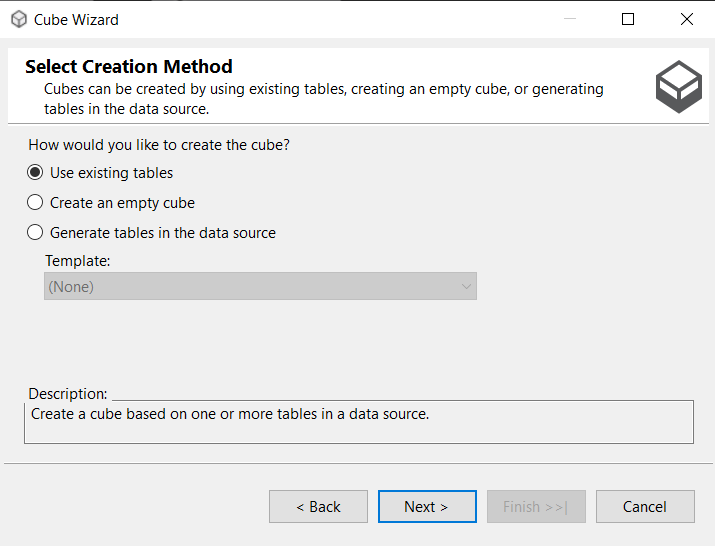 Cube Wizard
Select Creation Method
Cubes can be created by using existing tables, creating an empty cube, or generating
tables in the data source.
How would you like to create the cube?
Use existing tables
Create an empty cube
Generate tables in the data source
Template:
(None)
Description:
Create a cube based on one or more tables in a data source.
< Back
Next >
Finish >>|
Cancel